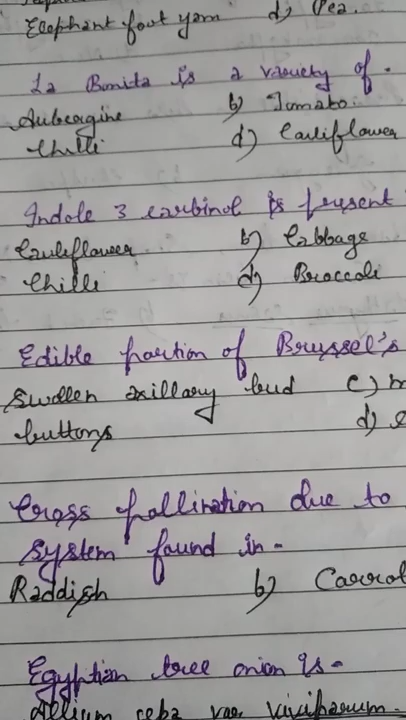 Elephant foot yam d) Pea.
La Bonita is a variety of -
Aubeagine b) Tomato.
Chilli d) Cauliflower
Indole 3 carbinol is present
Cauliflower b) Cabbage
Chilli d) Broccoli
Edible portion of Brussel's
Swollen axillary bud c)
buttons d)
Cross pollination due to
system found in -
Raddish b) Carrot
Egyptian tree onion is -
Allium cepa var. viviparum.